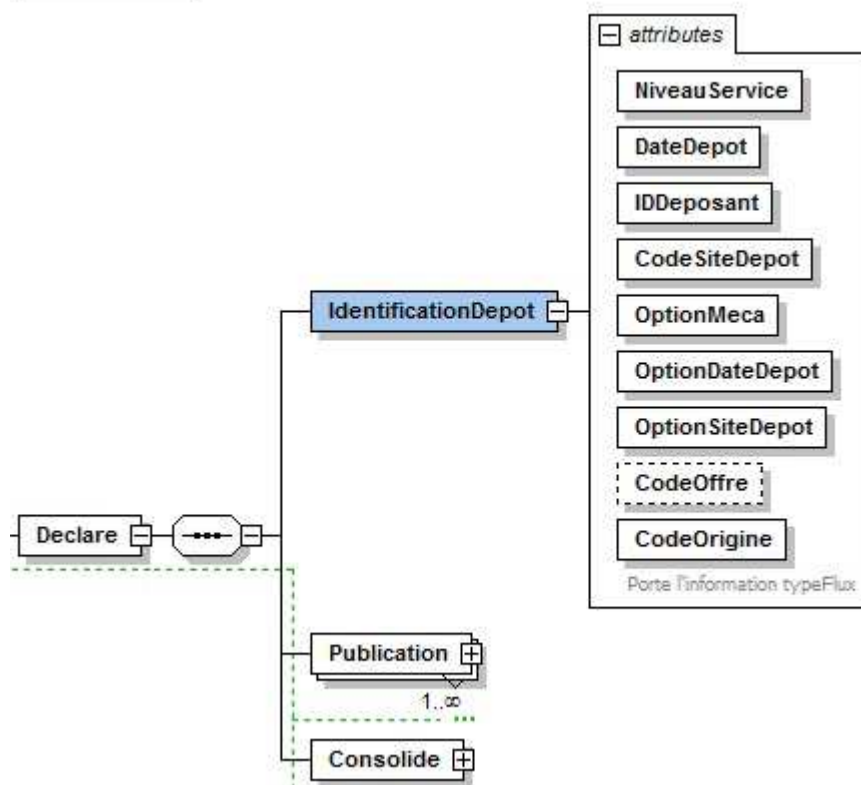 attributes
NiveauService
DateDepot
IDDeposant
CodeSiteDepot
IdentificationDepot
OptionMeca
OptionDateDepot
OptionSiteDepot
CodeOffre
Declare
CodeOrigine
Porte l'information typeFlux
Publication
1..∞
Consolide